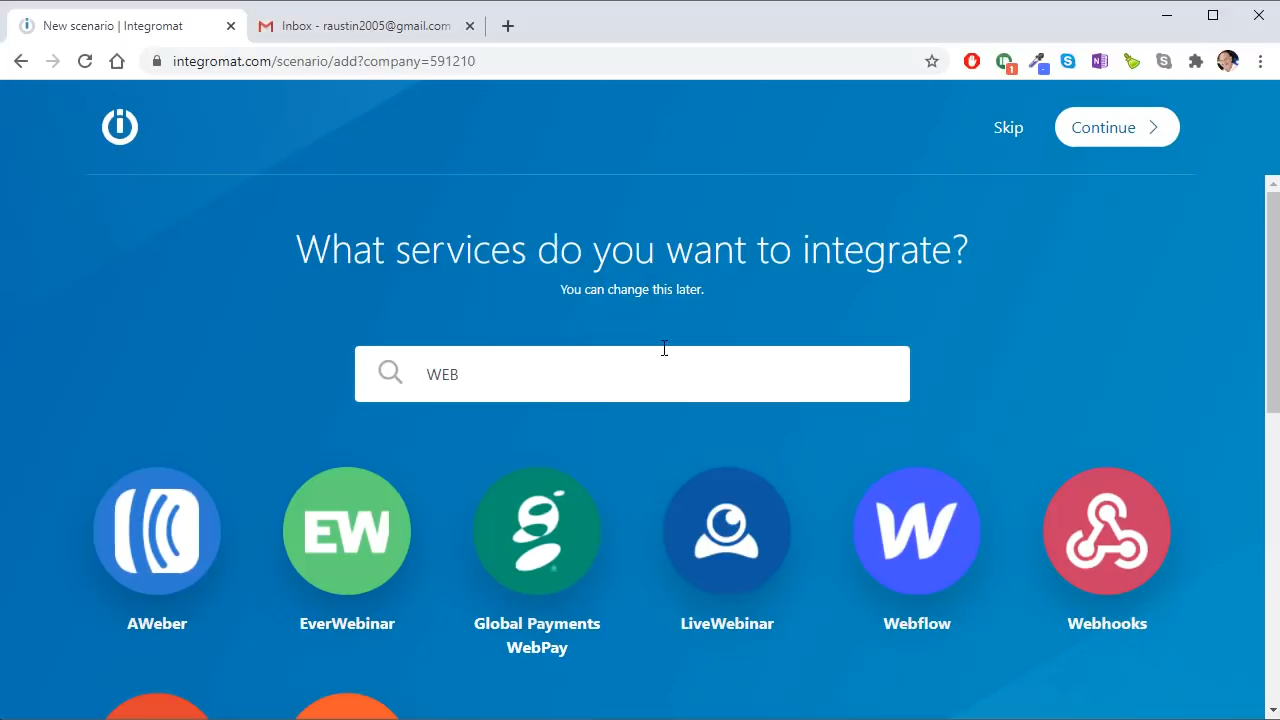 New scenario | Integromat
Inbox - raustin2005@gmail.com
integromat.com/scenario/add?company=591210
1
Skip
Continue
What services do you want to integrate?
You can change this later.
WEB
EW
W
AWeber
EverWebinar
Global Payments
WebPay
LiveWebinar
Webflow
Webhooks